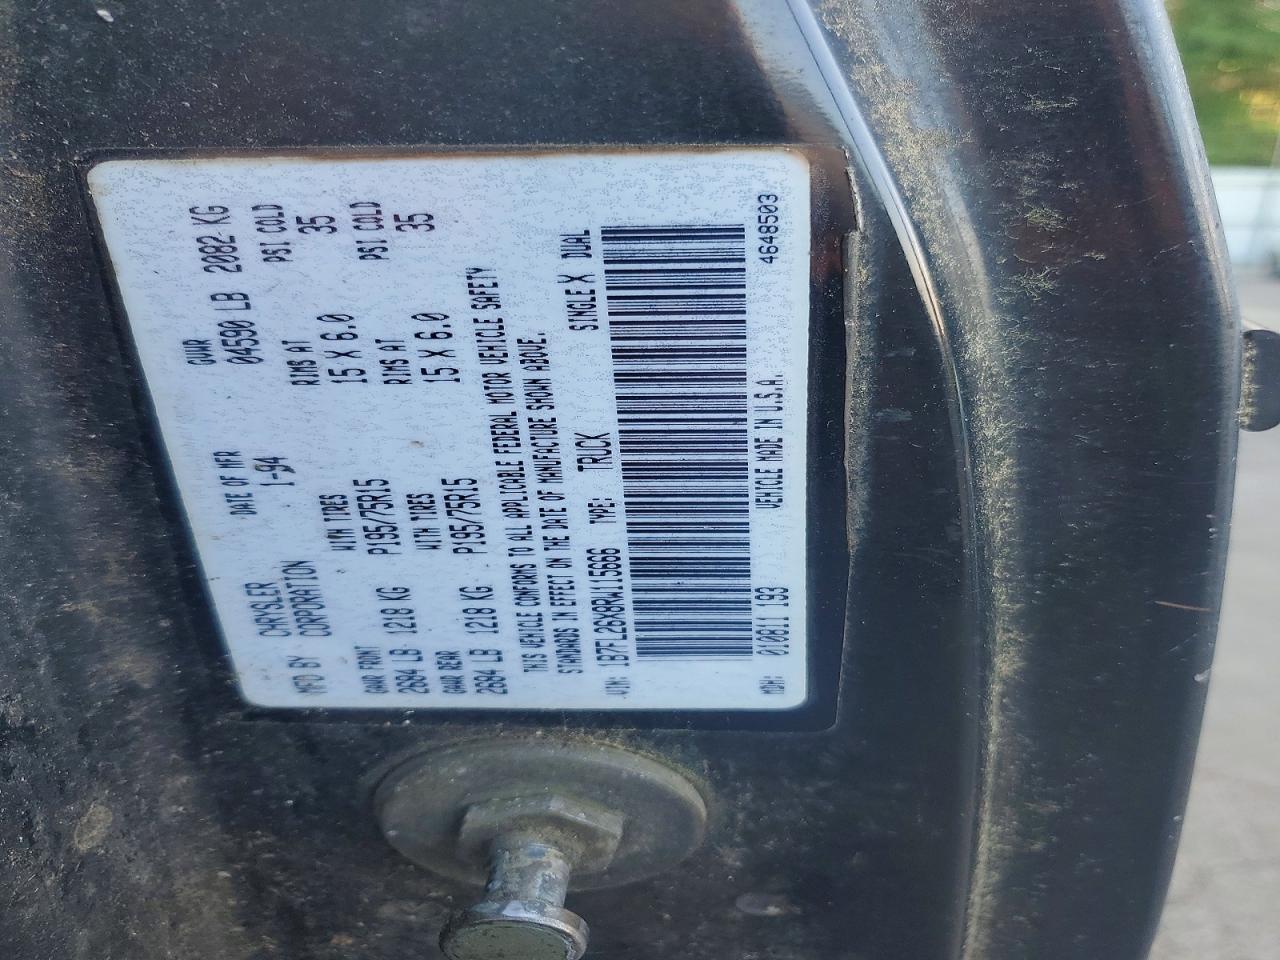 MFD BY CHRYSLER CORPORATION DATE OF MFR 1-94 GVWR 04590 LB 2082 KG
GAWR FRONT WITH TIRES RIMS AT PSI COLD
2684 LB 1218 KG P195/75R15 15 X 6.0 35
GAWR REAR WITH TIRES RIMS AT PSI COLD
2684 LB 1218 KG P195/75R15 15 X 6.0 35
THIS VEHICLE CONFORMS TO ALL APPLICABLE FEDERAL MOTOR VEHICLE SAFETY
STANDARDS IN EFFECT ON THE DATE OF MANUFACTURE SHOWN ABOVE.
VIN: 1B7FL26X8RW115666 TYPE: TRUCK SINGLE X DUAL
MDH: 010811 193 VEHICLE MADE IN U.S.A. 4648503